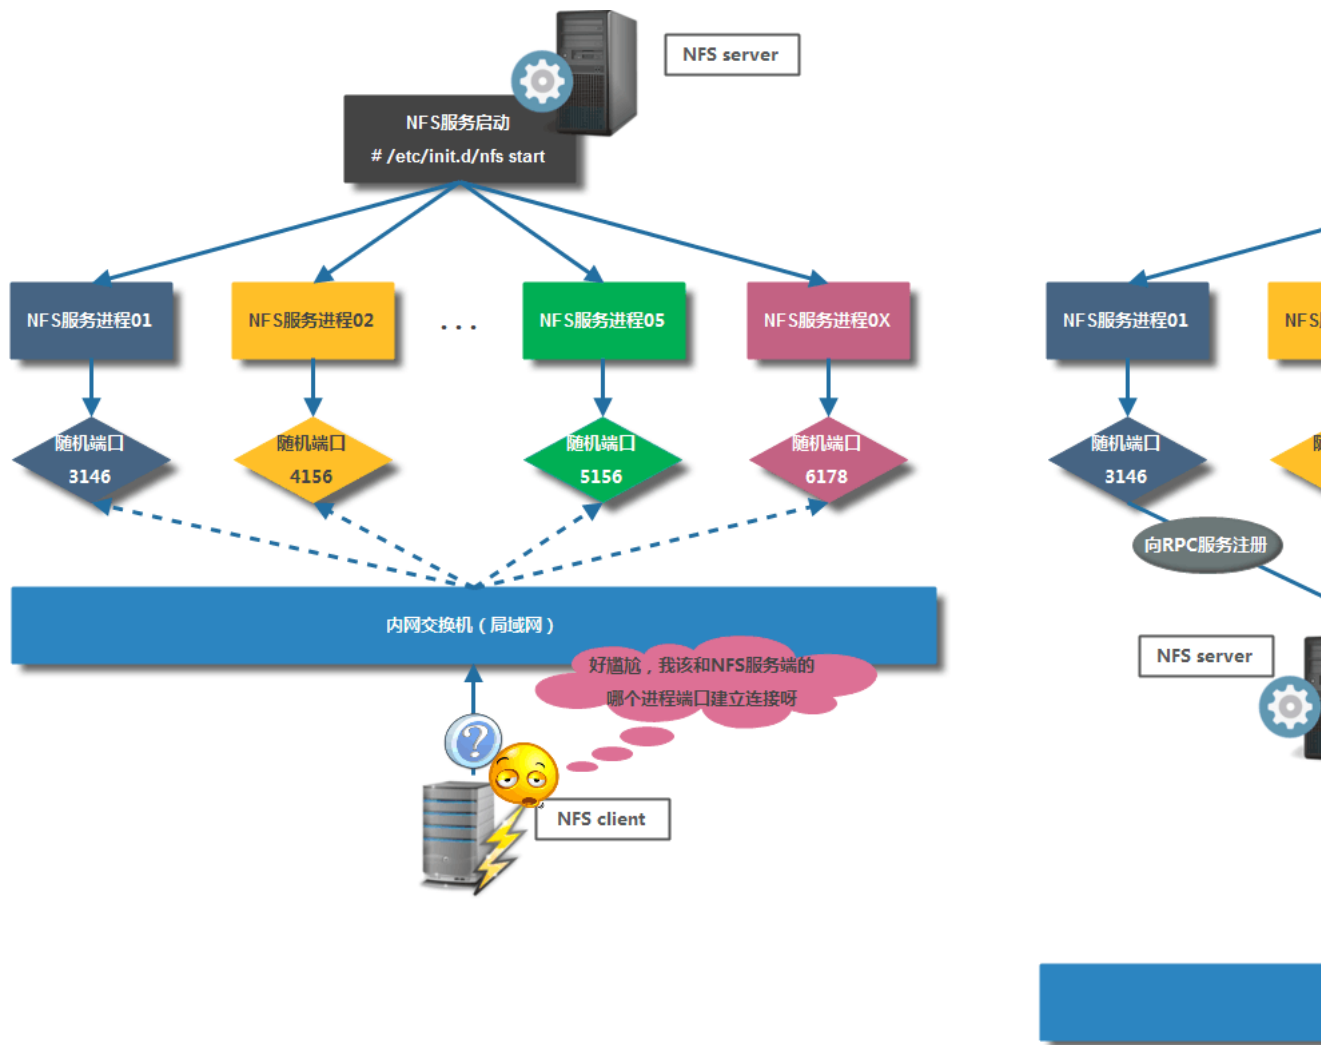 NFS server
NFS服务启动
# /etc/init.d/nfs start
NFS服务进程01
NFS服务进程02
...
NFS服务进程05
NFS服务进程0X
随机端口
3146
随机端口
4156
随机端口
5156
随机端口
6178
内网交换机（局域网）
好尴尬，我该和NFS服务端的
哪个进程端口建立连接呀
NFS client
NFS服务进程01
NFS
随机端口
3146
向RPC服务注册
NFS server